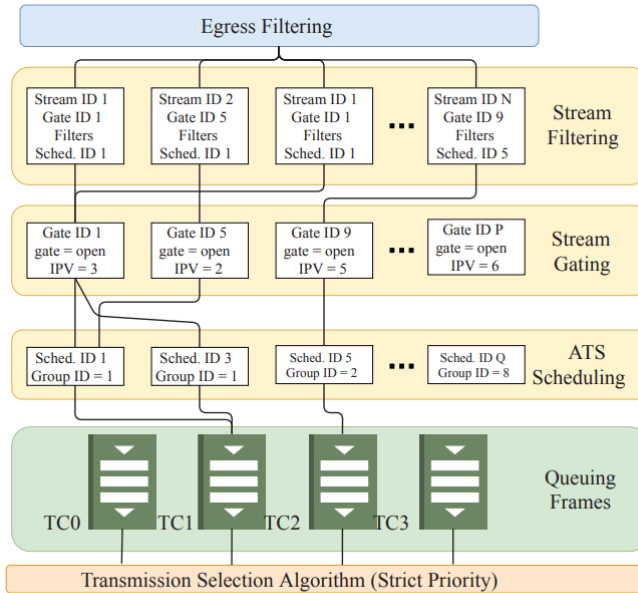 Egress Filtering
Stream ID 1
Gate ID 1
Filters
Sched. ID 1
Stream ID 2
Gate ID 5
Filters
Sched. ID 1
Stream ID 1
Gate ID 1
Filters
Sched. ID 1
...
Stream ID N
Gate ID 9
Filters
Sched. ID 5
Stream
Filtering
Gate ID 1
gate = open
IPV = 3
Gate ID 5
gate = open
IPV = 2
Gate ID 9
gate = open
IPV = 5
...
Gate ID P
gate = open
IPV = 6
Stream
Gating
Sched. ID 1
Group ID = 1
Sched. ID 3
Group ID = 1
Sched. ID 5
Group ID = 2
...
Sched. ID Q
Group ID = 8
ATS
Scheduling
TC0
TC1
TC2
TC3
Queuing
Frames
Transmission Selection Algorithm (Strict Priority)